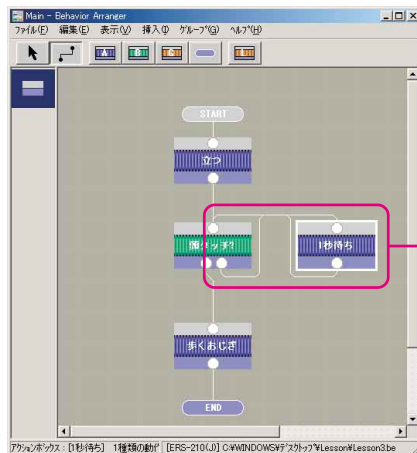 Main - Behavior Arranger
ファイル(F) 編集(E) 表示(V) 挿入(I) グループ(G) ヘルプ(H)
A B C E
START
立つ
頭タッチ?
1秒待ち
歩くおじぎ
END
アクションボックス : [1秒待ち] 1種類の動作 [ERS-210(J)] C:¥WINDOWS¥デスクトップ¥Lesson¥Lesson3.be